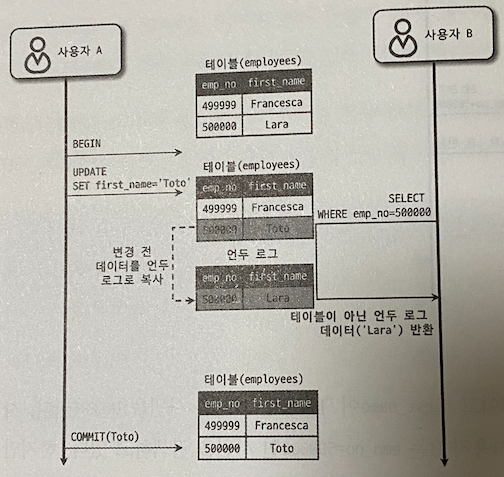 사용자 A
사용자 B
테이블(employees)
emp_no first_name
499999 Francesca
500000 Lara
BEGIN
UPDATE
SET first_name='Toto'
테이블(employees)
emp_no first_name
499999 Francesca
500000 Toto
SELECT
WHERE emp_no=500000
변경 전
데이터를 언두
로그로 복사
언두 로그
emp_no first_name
500000 Lara
테이블이 아닌 언두 로그
데이터('Lara') 반환
테이블(employees)
emp_no first_name
499999 Francesca
500000 Toto
COMMIT(Toto)